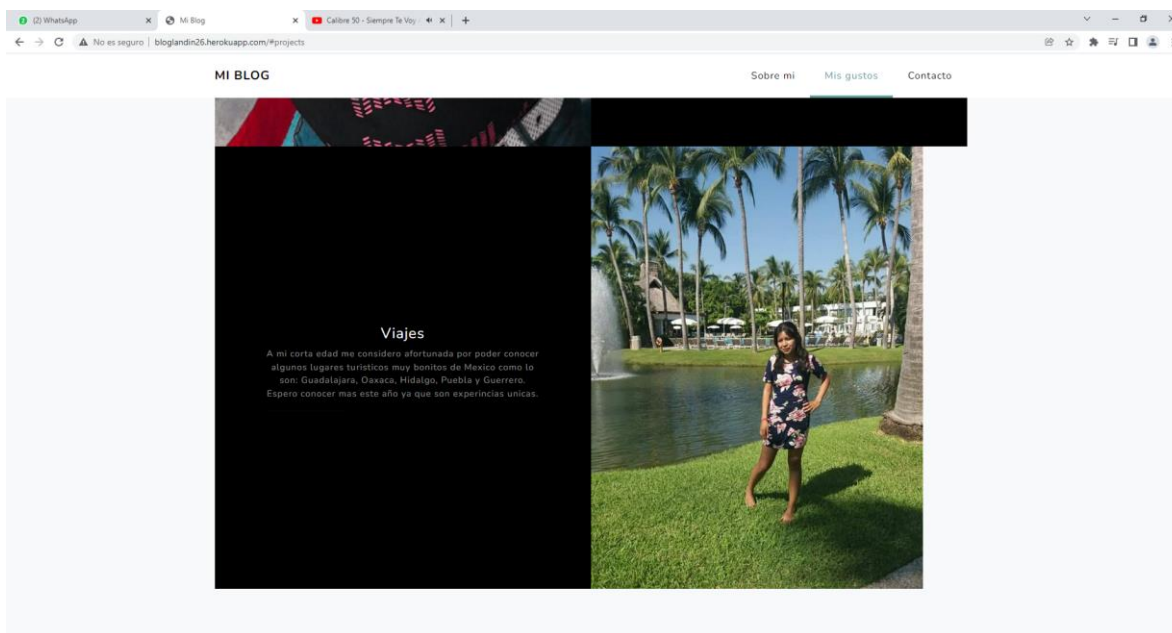 (2) WhatsApp
Mi Blog
Calibre 50 - Siempre Te Voy
No es seguro | bloglandin26.herokuapp.com/#projects
MI BLOG
Sobre mi
Mis gustos
Contacto
Viajes
A mi corta edad me considero afortunada por poder conocer
algunos lugares turisticos muy bonitos de Mexico como lo
son: Guadalajara, Oaxaca, Hidalgo, Puebla y Guerrero.
Espero conocer mas este año ya que son experincias unicas.